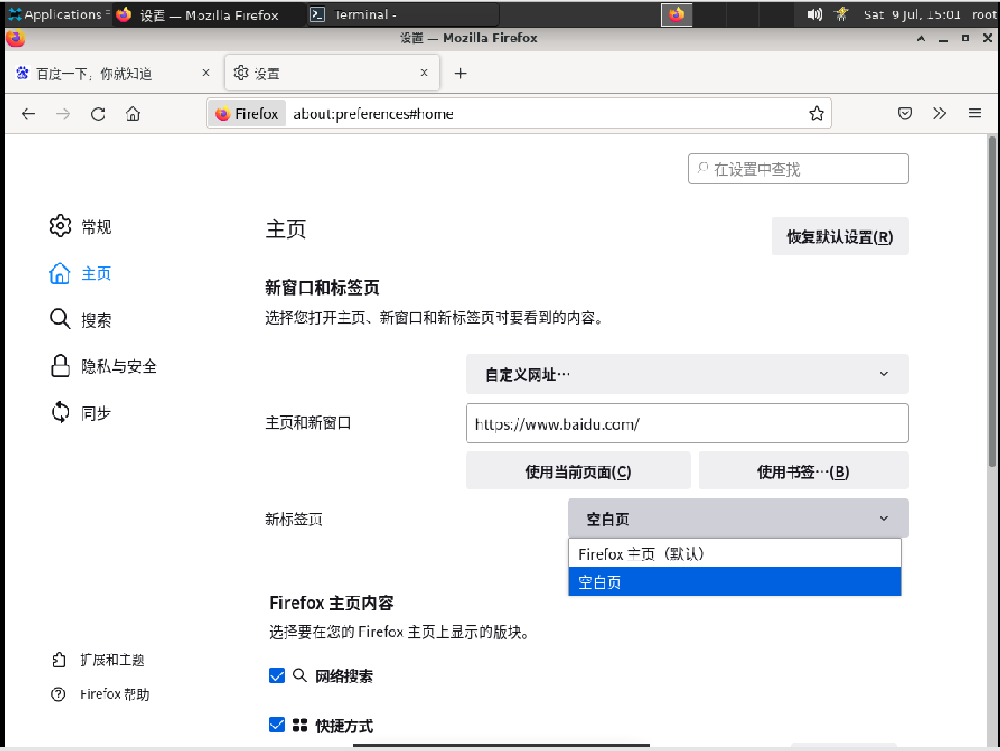 Applications
设置 — Mozilla Firefox
Terminal -
Sat 9 Jul, 15:01
root
设置 — Mozilla Firefox
百度一下，你就知道
设置
Firefox
about:preferences#home
在设置中查找
常规
主页
搜索
隐私与安全
同步
主页
恢复默认设置(R)
新窗口和标签页
选择您打开主页、新窗口和新标签页时要看到的内容。
自定义网址…
主页和新窗口
https://www.baidu.com/
使用当前页面(C)
使用书签…(B)
新标签页
空白页
Firefox 主页（默认）
空白页
Firefox 主页内容
选择要在您的 Firefox 主页上显示的版块。
网络搜索
快捷方式
扩展和主题
Firefox 帮助